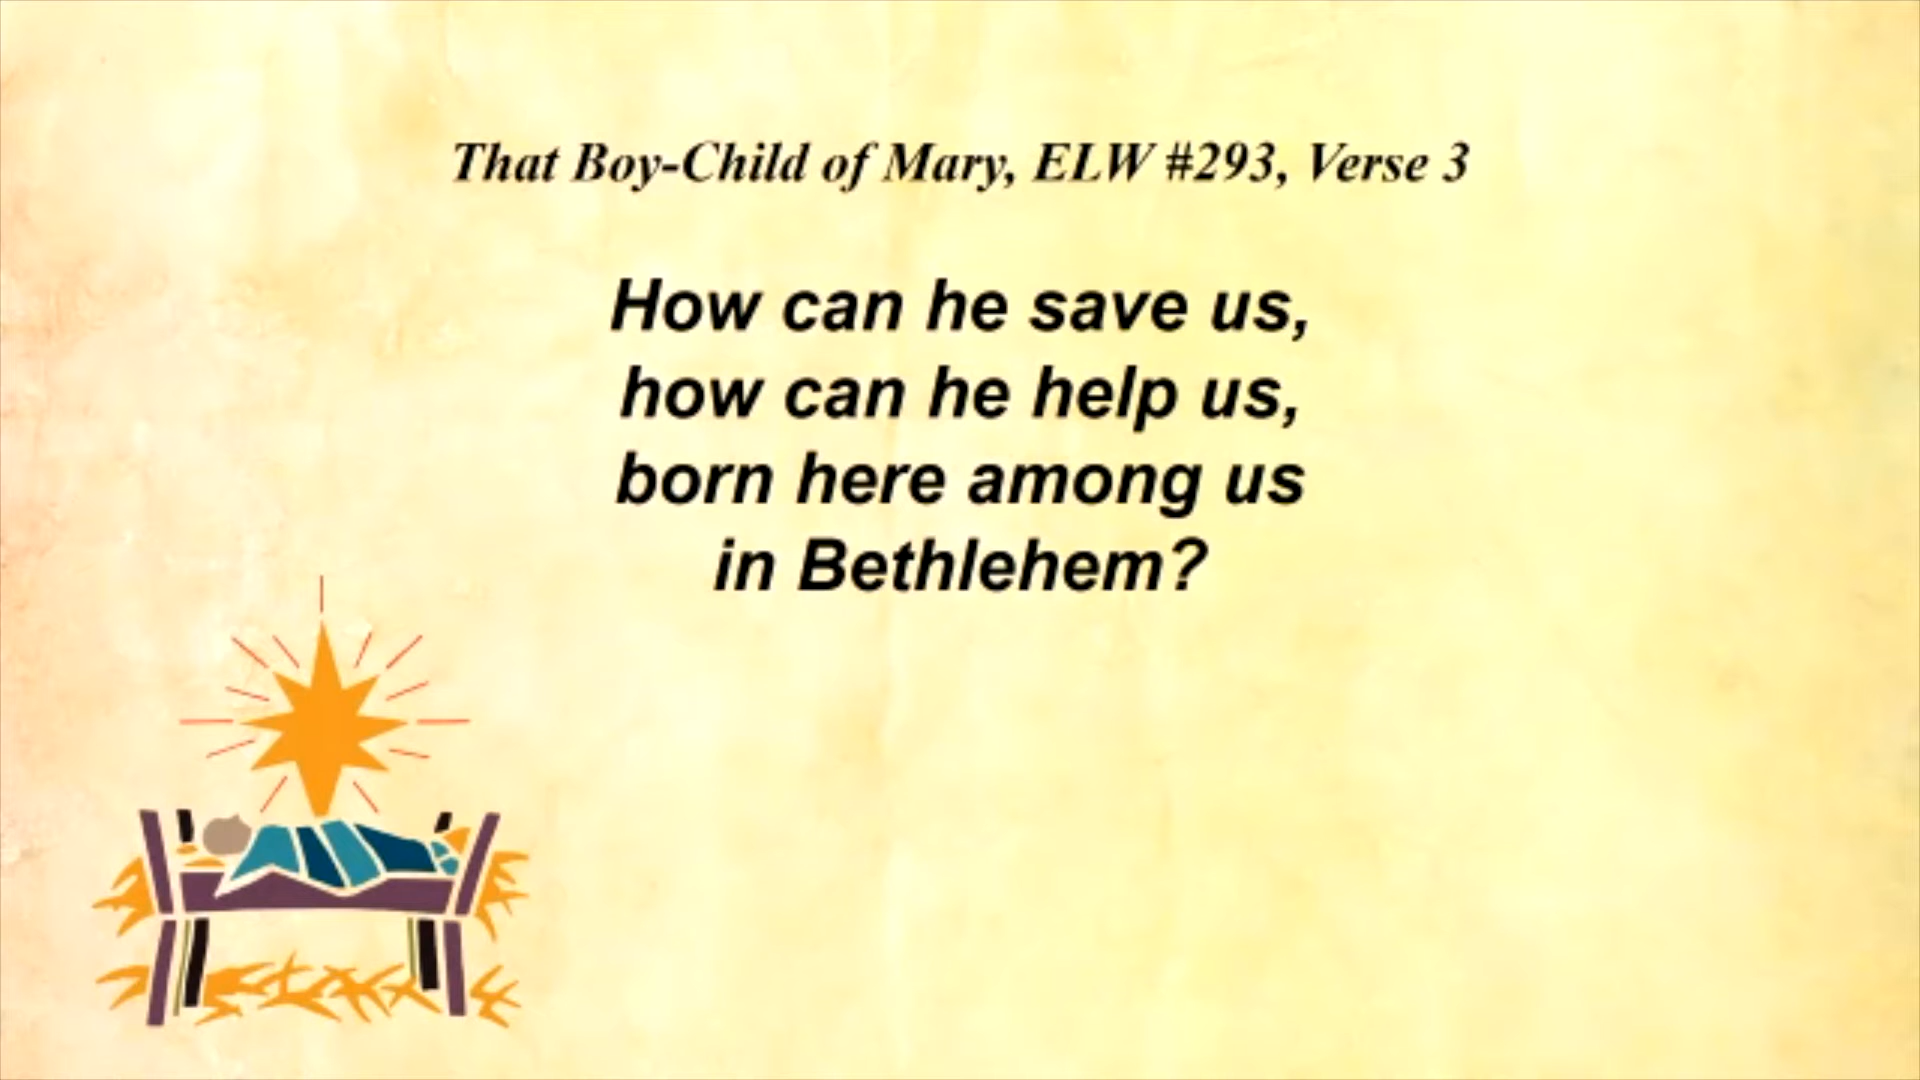 That Boy-Child of Mary, ELW #293, Verse 3
How can he save us,
how can he help us,
born here among us
in Bethlehem?